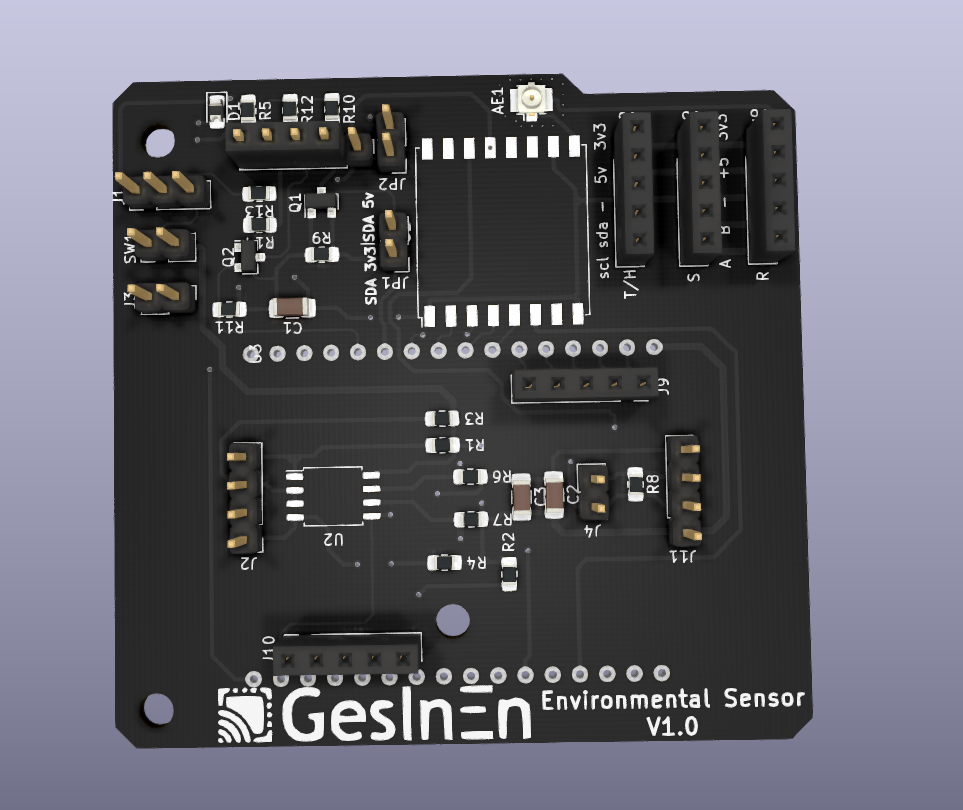 AE1
D1
R5
R12
R10
JP2
J1
R13
Q1
R1
R9
Q2
SW1
J3
R11
C1
SDA 3v3|SDA 5v
JP1
scl sda - 5v 3v3
T/H
A B - +5 3v3
S
R
J9
R3
R1
R6
R7
R4
R2
C3
C2
J4
R8
J11
J2
U2
J10
GesInEn
Environmental Sensor
V1.0